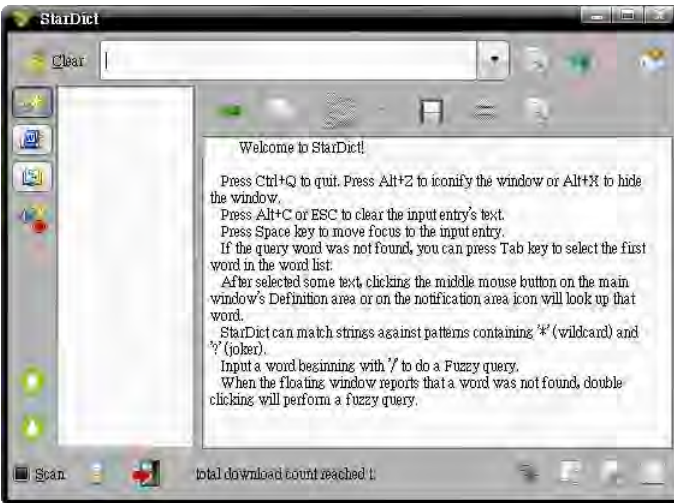 StarDict
Clear
Welcome to StarDict!
Press Ctrl+Q to quit. Press Alt+Z to iconify the window or Alt+X to hide
the window.
Press Alt+C or ESC to clear the input entry's text.
Press Space key to move focus to the input entry.
If the query word was not found, you can press Tab key to select the first
word in the word list.
After selected some text, clicking the middle mouse button on the main
window's Definition area or on the notification area icon will look up that
word.
StarDict can match strings against patterns containing '*' (wildcard) and
'?' (joker).
Input a word beginning with '/' to do a Fuzzy query.
When the floating window reports that a word was not found, double
clicking will perform a fuzzy query.
Scan
total download count reached 1.